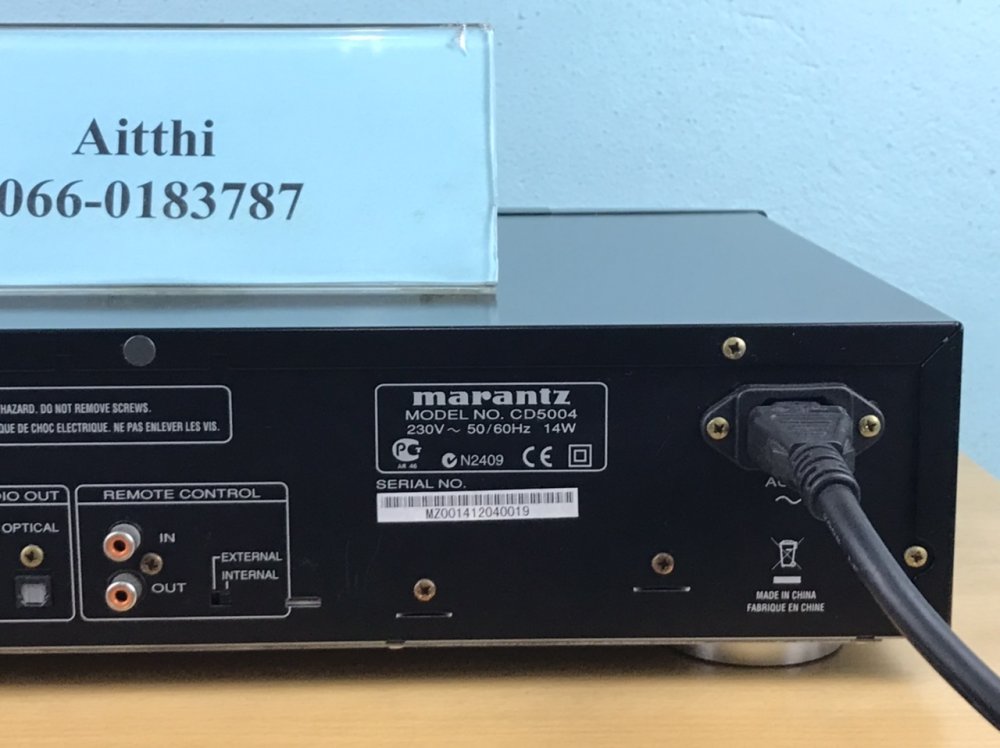 Aitthi
066-0183787
HAZARD. DO NOT REMOVE SCREWS.
QUE DE CHOC ELECTRIQUE. NE PAS ENLEVER LES VIS.
marantz
MODEL NO. CD5004
230V~ 50/60Hz 14W
N2409 CE
SERIAL NO.
MZ001412040019
OUT
OPTICAL
REMOTE CONTROL
IN
OUT
EXTERNAL
INTERNAL
MADE IN CHINA
FABRIQUE EN CHINE